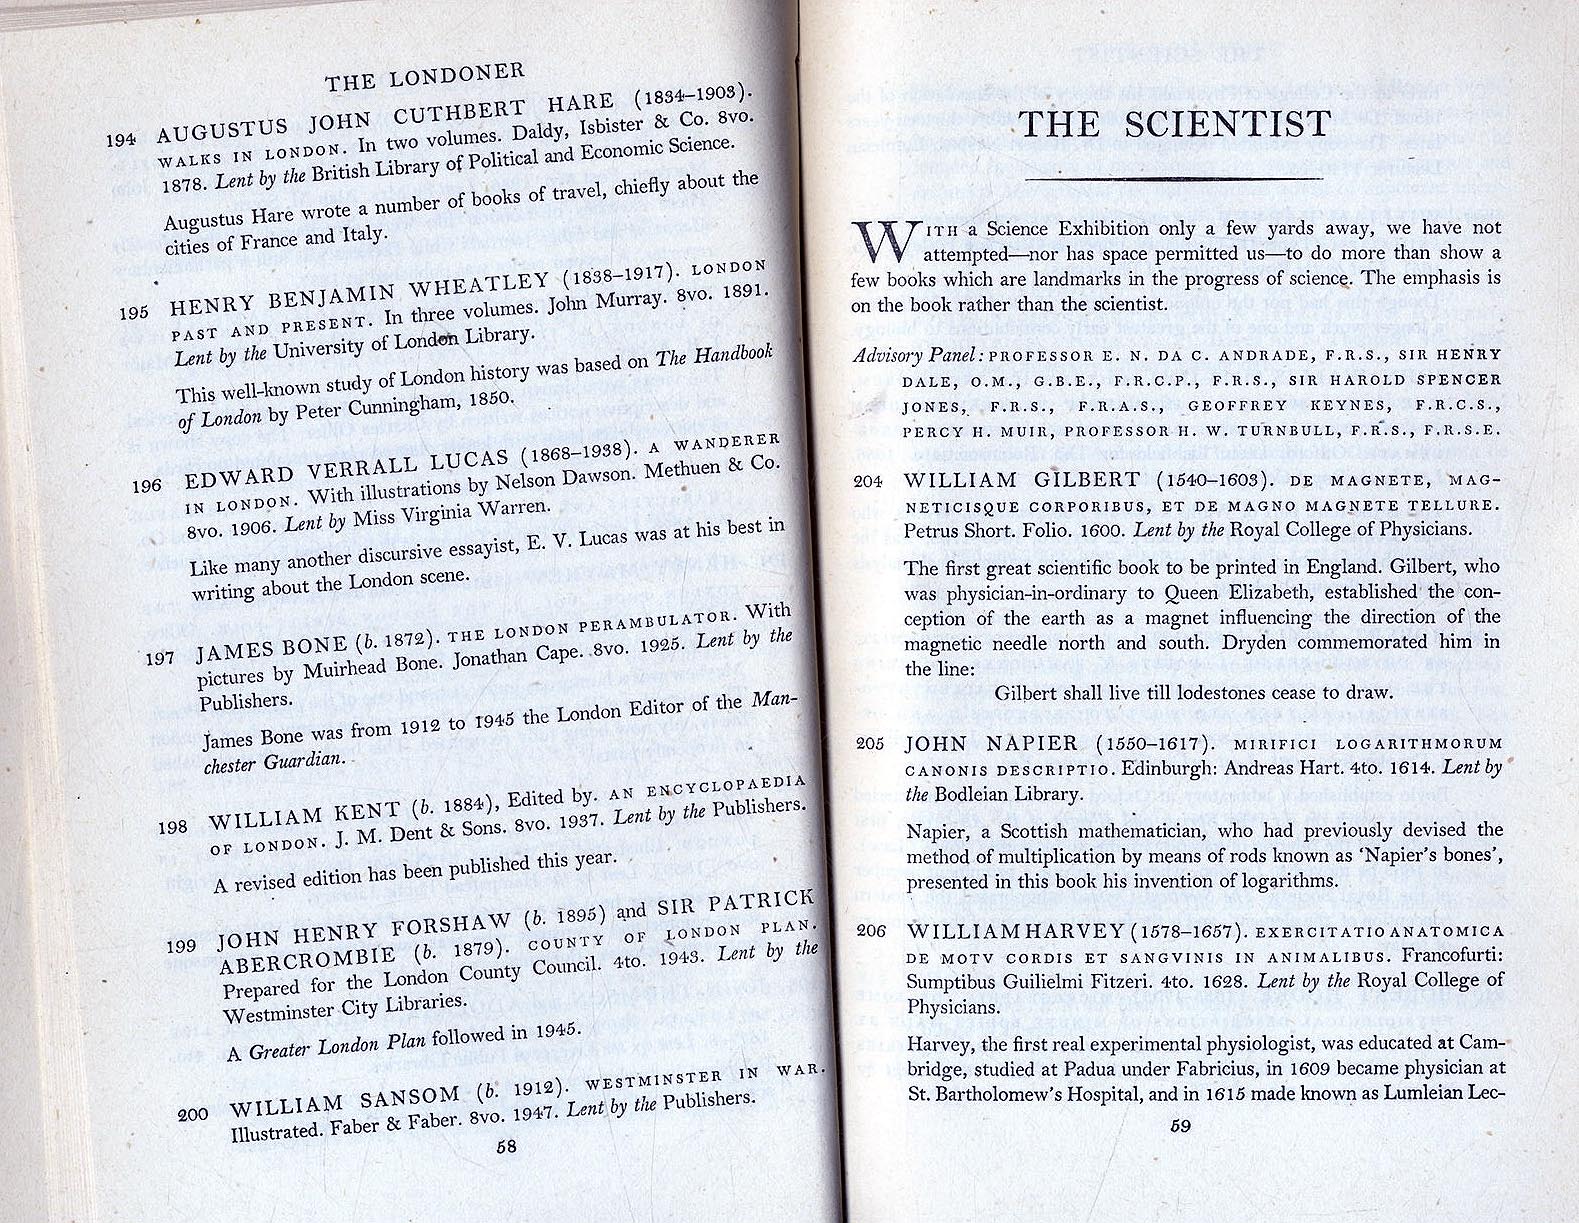 THE LONDONER
194 AUGUSTUS JOHN CUTHBERT HARE (1834–1903).
WALKS IN LONDON. In two volumes. Daldy, Isbister & Co. 8vo.
1878. Lent by the British Library of Political and Economic Science.
Augustus Hare wrote a number of books of travel, chiefly about the
cities of France and Italy.
195 HENRY BENJAMIN WHEATLEY (1838–1917). LONDON
PAST AND PRESENT. In three volumes. John Murray. 8vo. 1891.
Lent by the University of London Library.
This well-known study of London history was based on The Handbook
of London by Peter Cunningham, 1850.
196 EDWARD VERRALL LUCAS (1868–1938). A WANDERER
IN LONDON. With illustrations by Nelson Dawson. Methuen & Co.
8vo. 1906. Lent by Miss Virginia Warren.
Like many another discursive essayist, E. V. Lucas was at his best in
writing about the London scene.
197 JAMES BONE (b. 1872). THE LONDON PERAMBULATOR. With
pictures by Muirhead Bone. Jonathan Cape. 8vo. 1925. Lent by the
Publishers.
James Bone was from 1912 to 1945 the London Editor of the Man-
chester Guardian.
198 WILLIAM KENT (b. 1884), Edited by. AN ENCYCLOPAEDIA
OF LONDON. J. M. Dent & Sons. 8vo. 1937. Lent by the Publishers.
A revised edition has been published this year.
199 JOHN HENRY FORSHAW (b. 1895) and SIR PATRICK
ABERCROMBIE (b. 1879). COUNTY OF LONDON PLAN.
Prepared for the London County Council. 4to. 1943. Lent by the
Westminster City Libraries.
A Greater London Plan followed in 1945.
200 WILLIAM SANSOM (b. 1912). WESTMINSTER IN WAR.
Illustrated. Faber & Faber. 8vo. 1947. Lent by the Publishers.
58
THE SCIENTIST
WITH a Science Exhibition only a few yards away, we have not
attempted—nor has space permitted us—to do more than show a
few books which are landmarks in the progress of science. The emphasis is
on the book rather than the scientist.
Advisory Panel: PROFESSOR E. N. DA C. ANDRADE, F.R.S., SIR HENRY
DALE, O.M., G.B.E., F.R.C.P., F.R.S., SIR HAROLD SPENCER
JONES, F.R.S., F.R.A.S., GEOFFREY KEYNES, F.R.C.S.,
PERCY H. MUIR, PROFESSOR H. W. TURNBULL, F.R.S., F.R.S.E.
204 WILLIAM GILBERT (1540–1603). DE MAGNETE, MAG-
NETICISQUE CORPORIBUS, ET DE MAGNO MAGNETE TELLURE.
Petrus Short. Folio. 1600. Lent by the Royal College of Physicians.
The first great scientific book to be printed in England. Gilbert, who
was physician-in-ordinary to Queen Elizabeth, established the con-
ception of the earth as a magnet influencing the direction of the
magnetic needle north and south. Dryden commemorated him in
the line:
Gilbert shall live till lodestones cease to draw.
205 JOHN NAPIER (1550–1617). MIRIFICI LOGARITHMORUM
CANONIS DESCRIPTIO. Edinburgh: Andreas Hart. 4to. 1614. Lent by
the Bodleian Library.
Napier, a Scottish mathematician, who had previously devised the
method of multiplication by means of rods known as ‘Napier’s bones’,
presented in this book his invention of logarithms.
206 WILLIAM HARVEY (1578–1657). EXERCITATIO ANATOMICA
DE MOTV CORDIS ET SANGVINIS IN ANIMALIBUS. Francofurti:
Sumptibus Guilielmi Fitzeri. 4to. 1628. Lent by the Royal College of
Physicians.
Harvey, the first real experimental physiologist, was educated at Cam-
bridge, studied at Padua under Fabricius, in 1609 became physician at
St. Bartholomew’s Hospital, and in 1615 made known as Lumleian Lec-
59